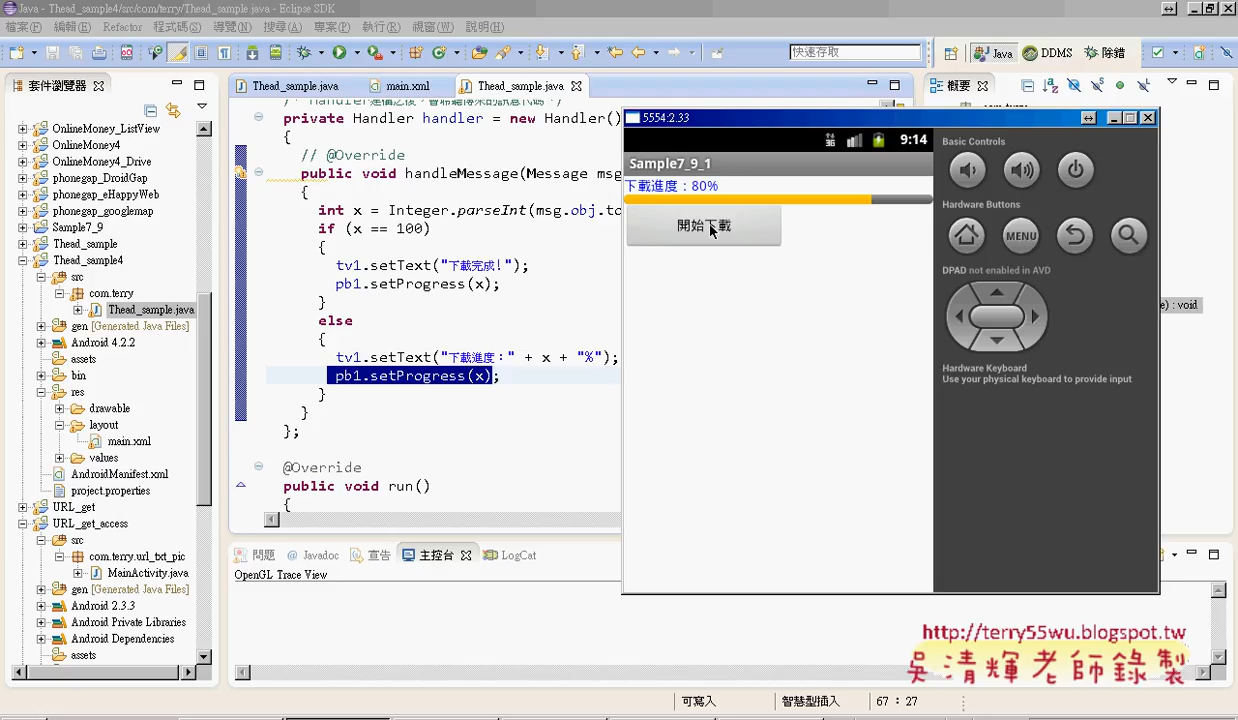 Java - Thead_sample4/src/com/terry/Thead_sample.java - Eclipse SDK
檔案(F) 編輯(E) Refactor 程式碼(S) 導覽(N) 搜尋(A) 專案(P) 執行(R) 視窗(W) 說明(H)
快速存取
Java DDMS 除錯
套件瀏覽器
Thead_sample.java main.xml Thead_sample.java
概要
OnlineMoney_ListView
OnlineMoney4
OnlineMoney4_Drive
phonegap_DroidGap
phonegap_eHappyWeb
phonegap_googlemap
Sample7_9
Thead_sample
Thead_sample4
src
com.terry
Thead_sample.java
gen [Generated Java Files]
Android 4.2.2
assets
bin
res
drawable
layout
main.xml
values
AndroidManifest.xml
project.properties
URL_get
URL_get_access
src
com.terry.url_txt_pic
MainActivity.java
gen [Generated Java Files]
Android 2.3.3
Android Private Libraries
Android Dependencies
assets
private Handler handler = new Handler()
{
// @Override
public void handleMessage(Message msg
{
int x = Integer.parseInt(msg.obj.to
if (x == 100)
{
tv1.setText("下載完成!");
pb1.setProgress(x);
}
else
{
tv1.setText("下載進度：" + x + "%");
pb1.setProgress(x);
}
}
};
@Override
public void run()
{
5554:2.33
9:14
Sample7_9_1
下載進度：80%
開始下載
Basic Controls
Hardware Buttons
MENU
DPAD not enabled in AVD
Hardware Keyboard
Use your physical keyboard to provide input
) : void
問題 @ Javadoc 宣告 主控台 LogCat
OpenGL Trace View
http://terry55wu.blogspot.tw
吳清輝老師錄製
可寫入 智慧型插入 67 : 27